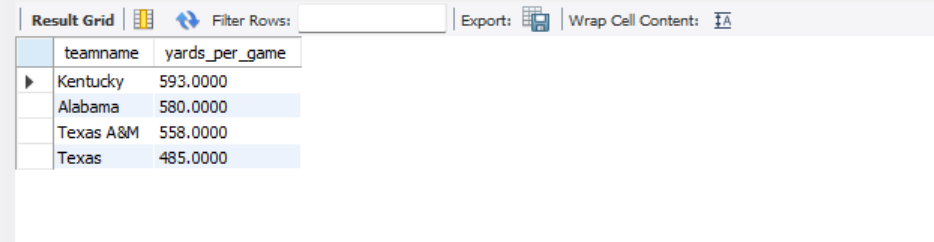 Result Grid Filter Rows: Export: Wrap Cell Content: IA
teamname yards_per_game
Kentucky 593.0000
Alabama 580.0000
Texas A&M 558.0000
Texas 485.0000